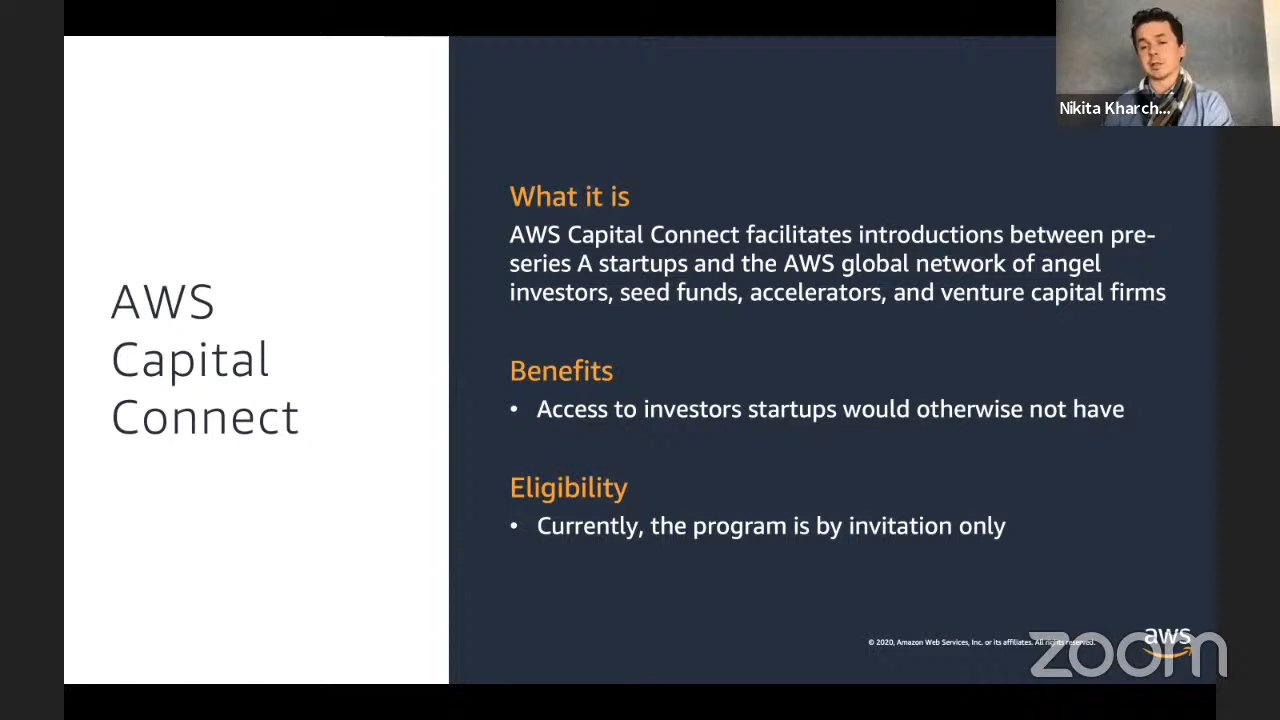 Nikita Kharch...
AWS
Capital
Connect
What it is
AWS Capital Connect facilitates introductions between pre-
series A startups and the AWS global network of angel
investors, seed funds, accelerators, and venture capital firms
Benefits
• Access to investors startups would otherwise not have
Eligibility
• Currently, the program is by invitation only
© 2020, Amazon Web Services, Inc. or its affiliates. All rights reserved.
aws
zoom